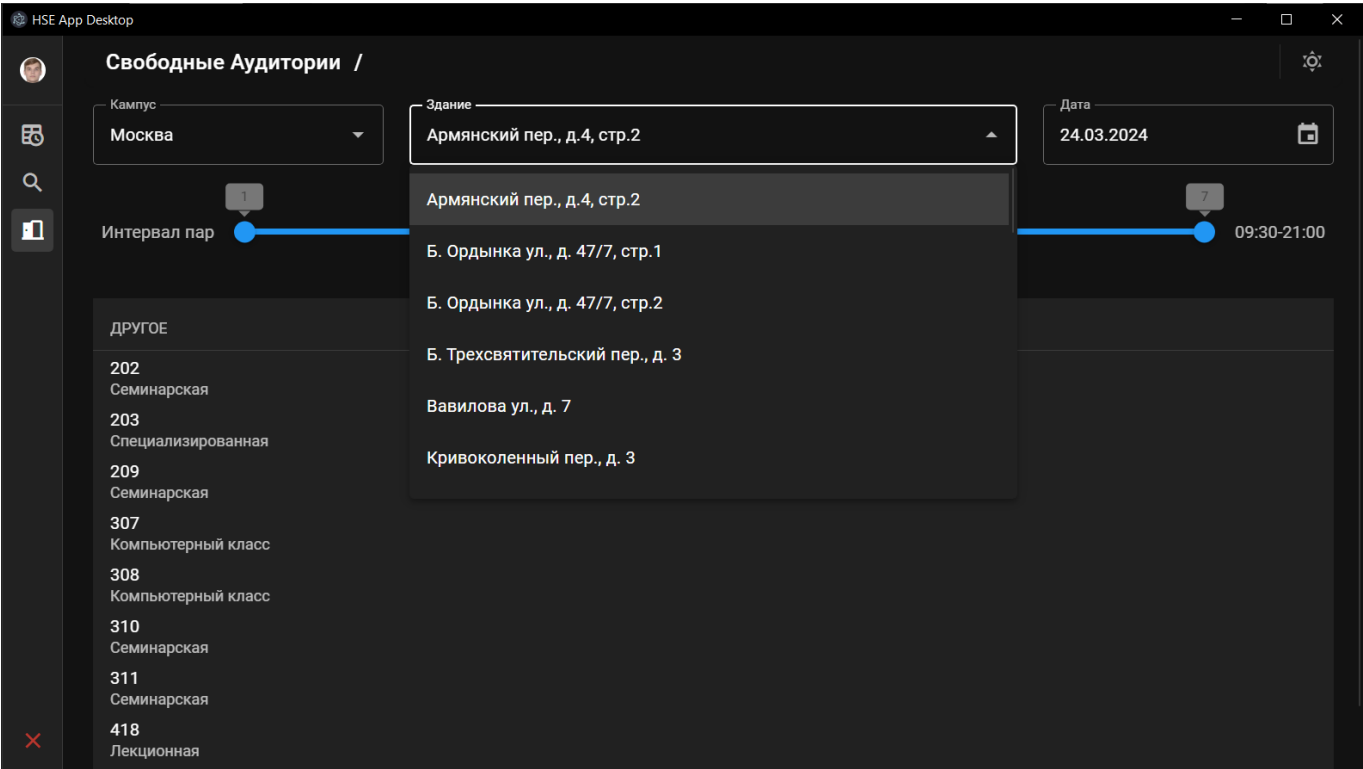 HSE App Desktop
Свободные Аудитории /
Кампус
Москва
Здание
Армянский пер., д.4, стр.2
Дата
24.03.2024
Армянский пер., д.4, стр.2
Б. Ордынка ул., д. 47/7, стр.1
Б. Ордынка ул., д. 47/7, стр.2
Б. Трехсвятительский пер., д. 3
Вавилова ул., д. 7
Кривоколенный пер., д. 3
1
7
Интервал пар
09:30-21:00
ДРУГОЕ
202
Семинарская
203
Специализированная
209
Семинарская
307
Компьютерный класс
308
Компьютерный класс
310
Семинарская
311
Семинарская
418
Лекционная